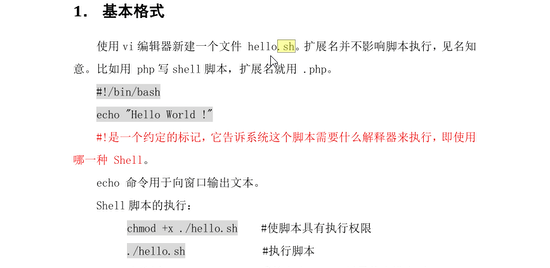 1. 基本格式
使用 vi 编辑器新建一个文件 hello.sh。扩展名并不影响脚本执行，见名知
意。比如用 php 写 shell 脚本，扩展名就用 .php。
#!/bin/bash
echo "Hello World !"
#!是一个约定的标记，它告诉系统这个脚本需要什么解释器来执行，即使用
哪一种 Shell。
echo 命令用于向窗口输出文本。
Shell 脚本的执行：
chmod +x ./hello.sh #使脚本具有执行权限
./hello.sh #执行脚本